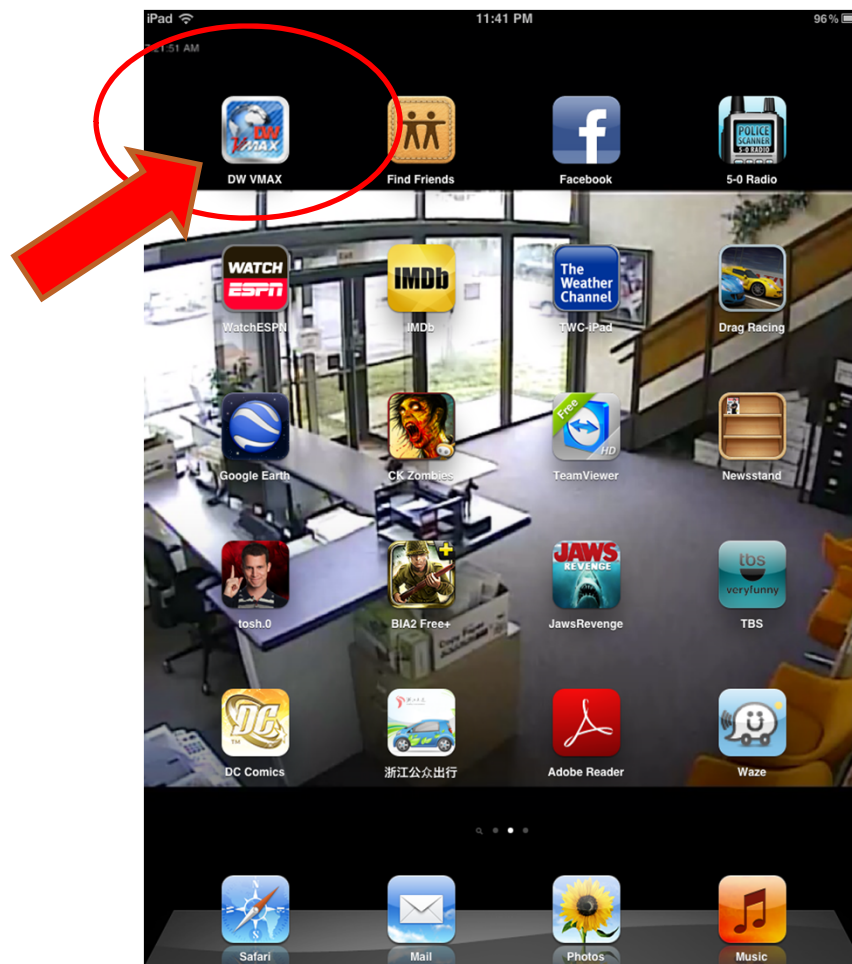 iPad 11:41 PM 96%
:51 AM
DW
VMAX
POLICE
SCANNER
5-0 RADIO
DW VMAX Find Friends Facebook 5-0 Radio
Exit
WATCH
ESPN
IMDb
The
Weather
Channel
WatchESPN IMDb TWC-iPad Drag Racing
Free
HD
Google Earth CK Zombies TeamViewer Newsstand
JAWS
REVENGE
tbs
veryfunny
tosh.0 BIA2 Free+ JawsRevenge TBS
Copy Paper
DC
DC Comics 浙江公众出行 Adobe Reader Waze
N
S
Safari Mail Photos Music